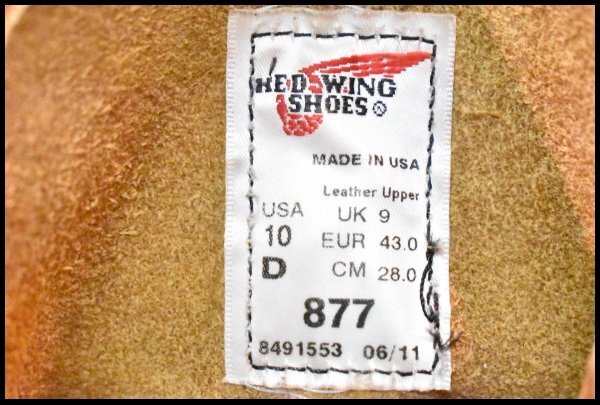 RED WING
SHOES®
MADE IN USA
Leather Upper
USA UK 9
10 EUR 43.0
D CM 28.0
877
8491553 06/11